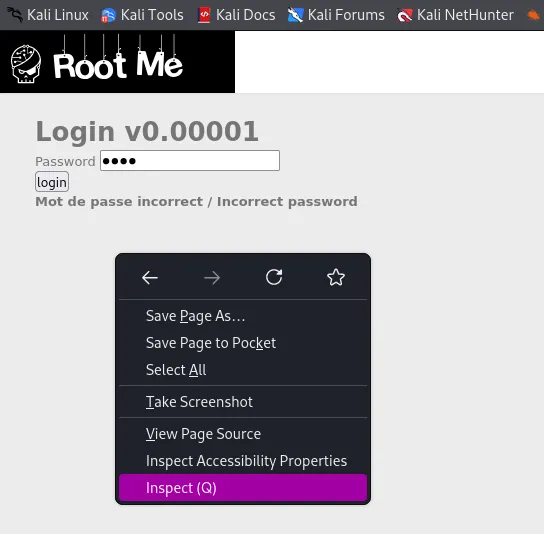 Kali Linux Kali Tools Kali Docs Kali Forums Kali NetHunter
Root Me
Login v0.00001
Password ●●●●
login
Mot de passe incorrect / Incorrect password
Save Page As…
Save Page to Pocket
Select All
Take Screenshot
View Page Source
Inspect Accessibility Properties
Inspect (Q)